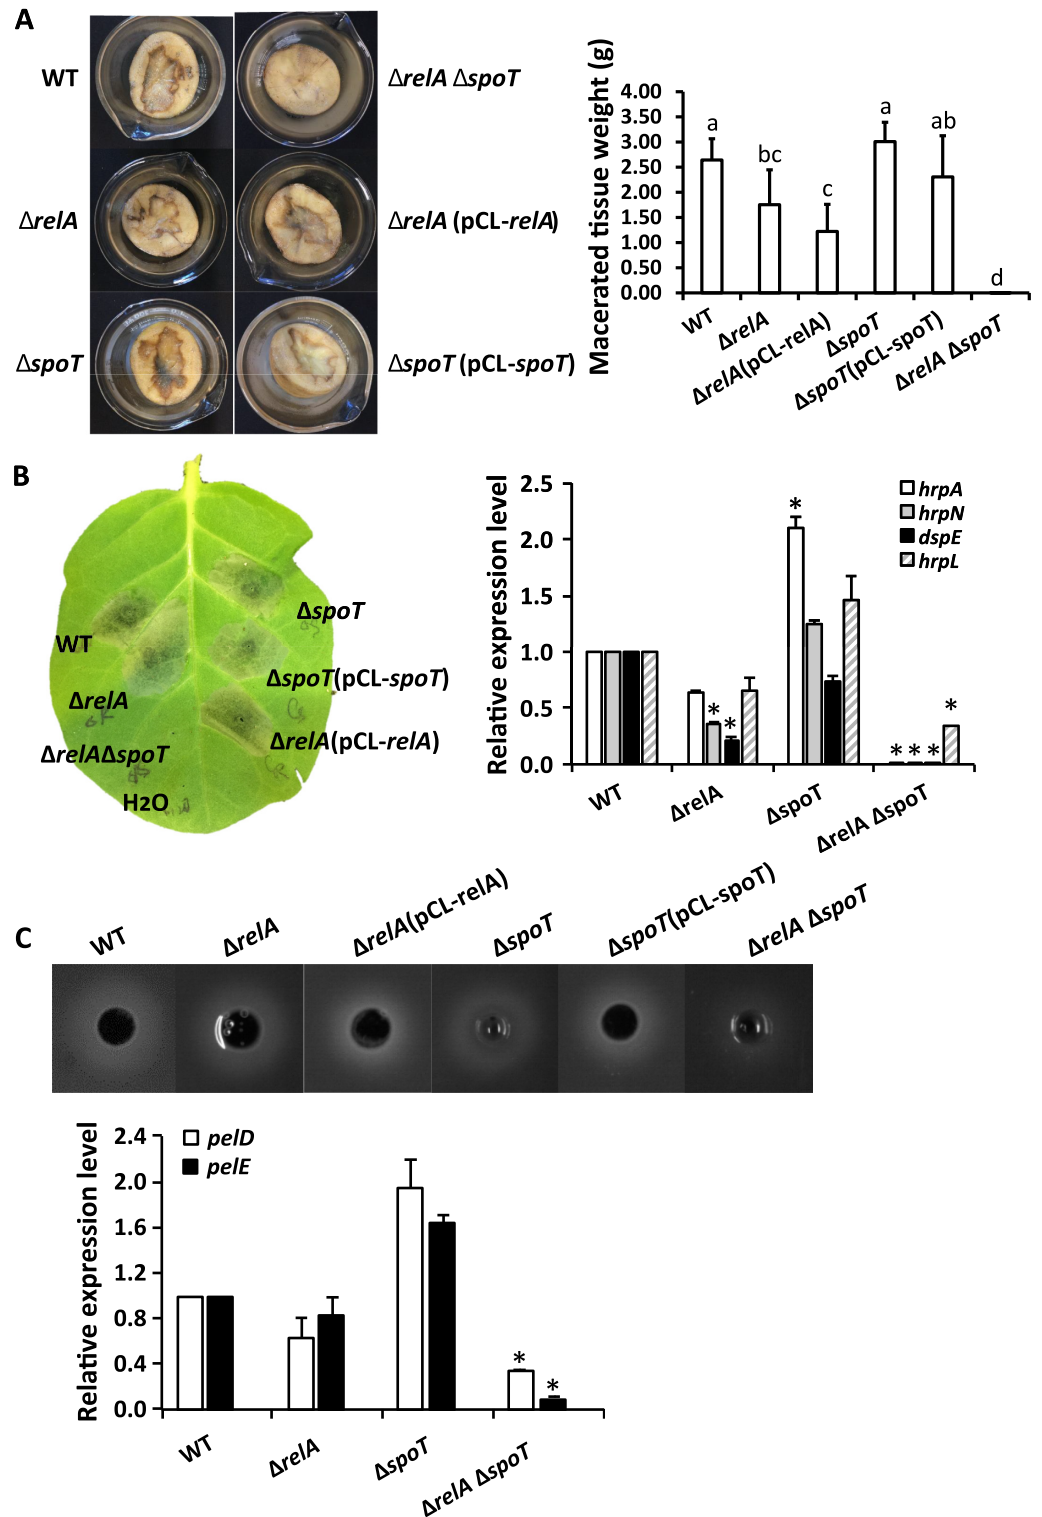 A
WT
ΔrelA ΔspoT
ΔrelA
ΔrelA (pCL-relA)
ΔspoT
ΔspoT (pCL-spoT)
Macerated tissue weight (g)
4.00
3.50
3.00
2.50
2.00
1.50
1.00
0.50
0.00
a
bc
c
a
ab
d
WT
ΔrelA
ΔrelA(pCL-relA)
ΔspoT
ΔspoT(pCL-spoT)
ΔrelA ΔspoT
B
ΔspoT
WT
ΔspoT(pCL-spoT)
ΔrelA
ΔrelA(pCL-relA)
ΔrelAΔspoT
H2O
Relative expression level
2.5
2.0
1.5
1.0
0.5
0.0
hrpA
hrpN
dspE
hrpL
*
* *
* * * *
WT
ΔrelA
ΔspoT
ΔrelA ΔspoT
C
WT
ΔrelA
ΔrelA(pCL-relA)
ΔspoT
ΔspoT(pCL-spoT)
ΔrelA ΔspoT
Relative expression level
2.4
2.0
1.6
1.2
0.8
0.4
0.0
pelD
pelE
* *
WT
ΔrelA
ΔspoT
ΔrelA ΔspoT